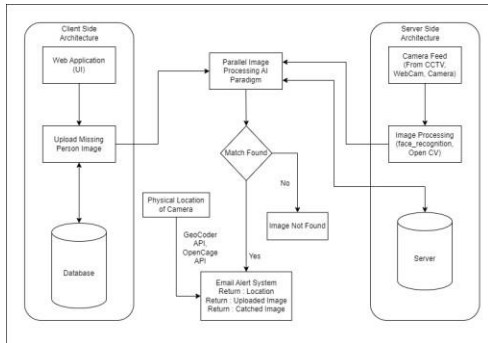 Client Side
Architecture
Web Application
(UI)
Upload Missing
Person Image
Database
Parallel Image
Processing AI
Paradigm
Match Found
No
Image Not Found
Yes
Physical Location
of Camera
GeoCoder
API,
OpenCage
API
Email Alert System
Return : Location
Return : Uploaded Image
Return : Catched Image
Server Side
Architecture
Camera Feed
(From CCTV,
WebCam, Camera)
Image Processing
(face_recognition,
Open CV)
Server